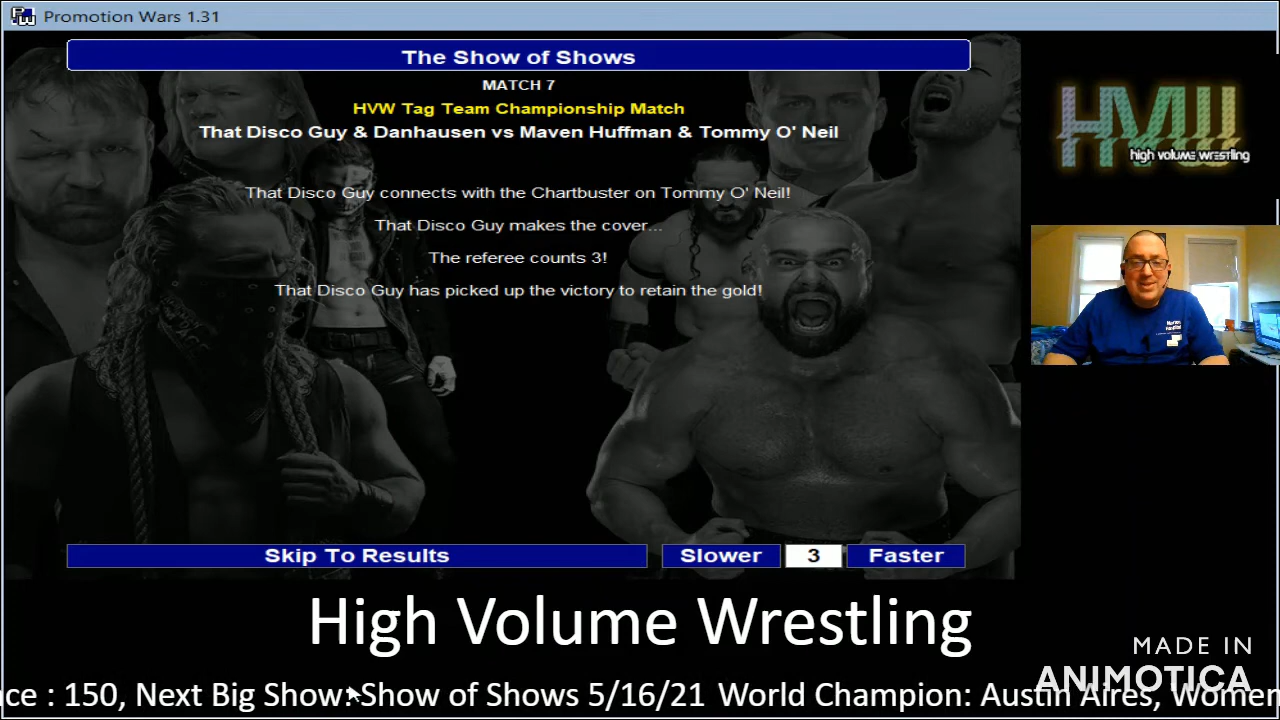 Promotion Wars 1.31
The Show of Shows
MATCH 7
HVW Tag Team Championship Match
That Disco Guy & Danhausen vs Maven Huffman & Tommy O' Neil
That Disco Guy connects with the Chartbuster on Tommy O' Neil!
That Disco Guy makes the cover...
The referee counts 3!
That Disco Guy has picked up the victory to retain the gold!
Skip To Results
Slower 3 Faster
HVW
high volume wrestling
High Volume Wrestling
MADE IN
ANIMOTICA
ce : 150, Next Big Show: Show of Shows 5/16/21 World Champion: Austin Aires, Women